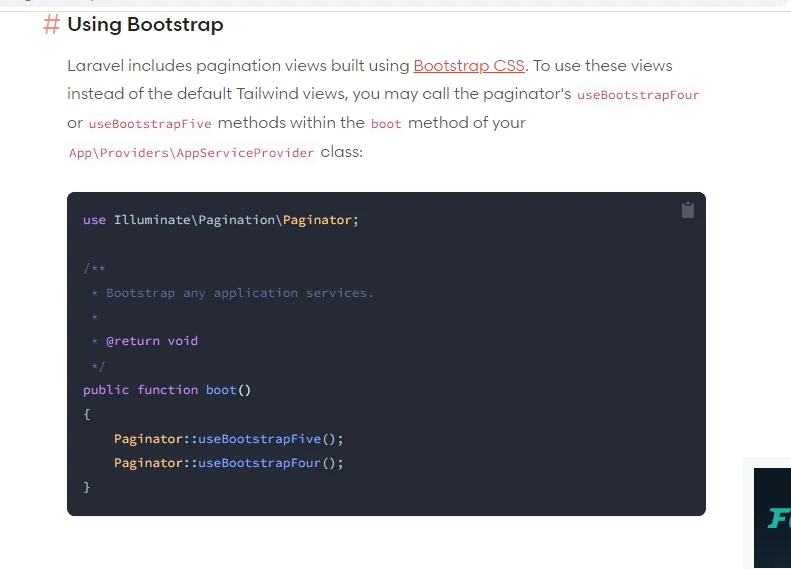 # Using Bootstrap
Laravel includes pagination views built using Bootstrap CSS. To use these views
instead of the default Tailwind views, you may call the paginator's useBootstrapFour
or useBootstrapFive methods within the boot method of your
App\Providers\AppServiceProvider class:
use Illuminate\Pagination\Paginator;
/**
* Bootstrap any application services.
*
* @return void
*/
public function boot()
{
Paginator::useBootstrapFive();
Paginator::useBootstrapFour();
}